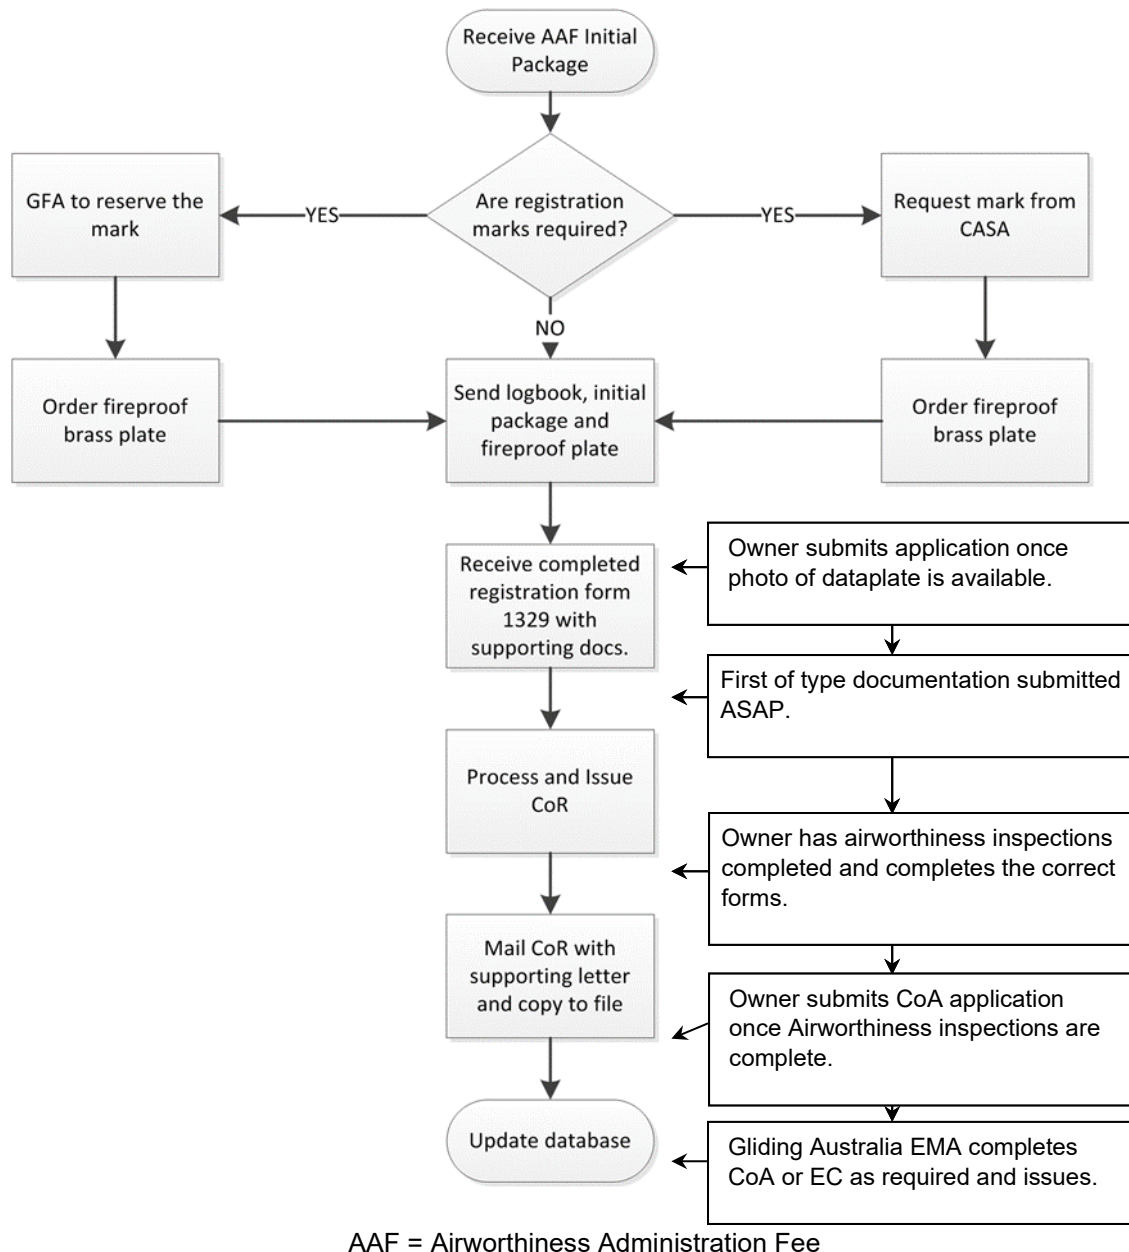 Receive AAF Initial
Package
GFA to reserve the
mark
YES
Are registration
marks required?
YES
Request mark from
CASA
NO
Order fireproof
brass plate
Send logbook, initial
package and
fireproof plate
Order fireproof
brass plate
Receive completed
registration form
1329 with
supporting docs.
Owner submits application once
photo of dataplate is available.
First of type documentation submitted
ASAP.
Process and Issue
CoR
Owner has airworthiness inspections
completed and completes the correct
forms.
Mail CoR with
supporting letter
and copy to file
Owner submits CoA application
once Airworthiness inspections are
complete.
Update database
Gliding Australia EMA completes
CoA or EC as required and issues.
AAF = Airworthiness Administration Fee